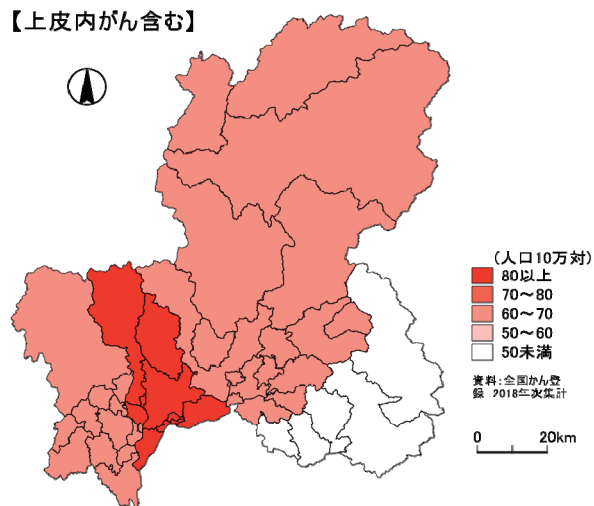 【上皮内がん含む】
(人口10万対)
80以上
70～80
60～70
50～60
50未満
資料：全国がん登
録 2018年次集計
0 20km